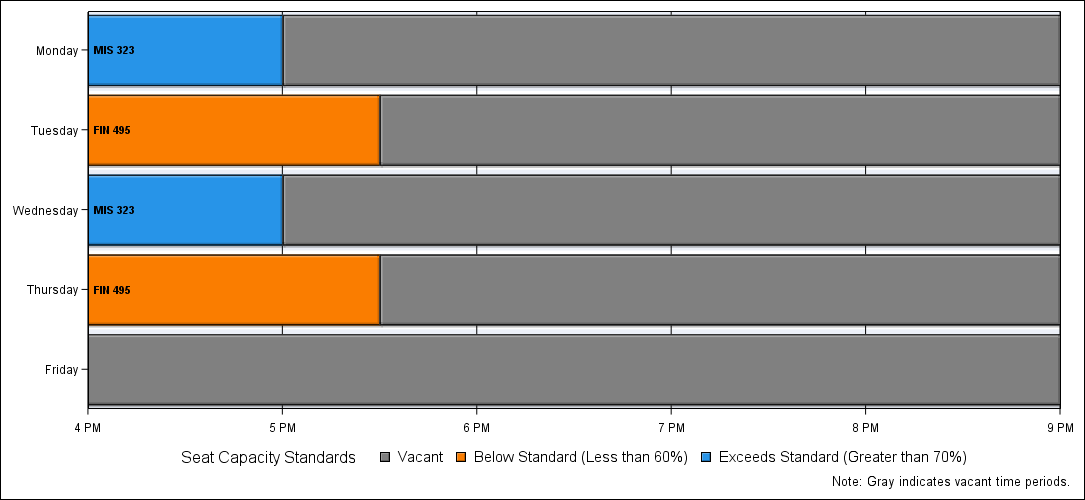 Monday
MIS 323
Tuesday
FIN 495
Wednesday
MIS 323
Thursday
FIN 495
Friday
4 PM 5 PM 6 PM 7 PM 8 PM 9 PM
Seat Capacity Standards Vacant Below Standard (Less than 60%) Exceeds Standard (Greater than 70%)
Note: Gray indicates vacant time periods.